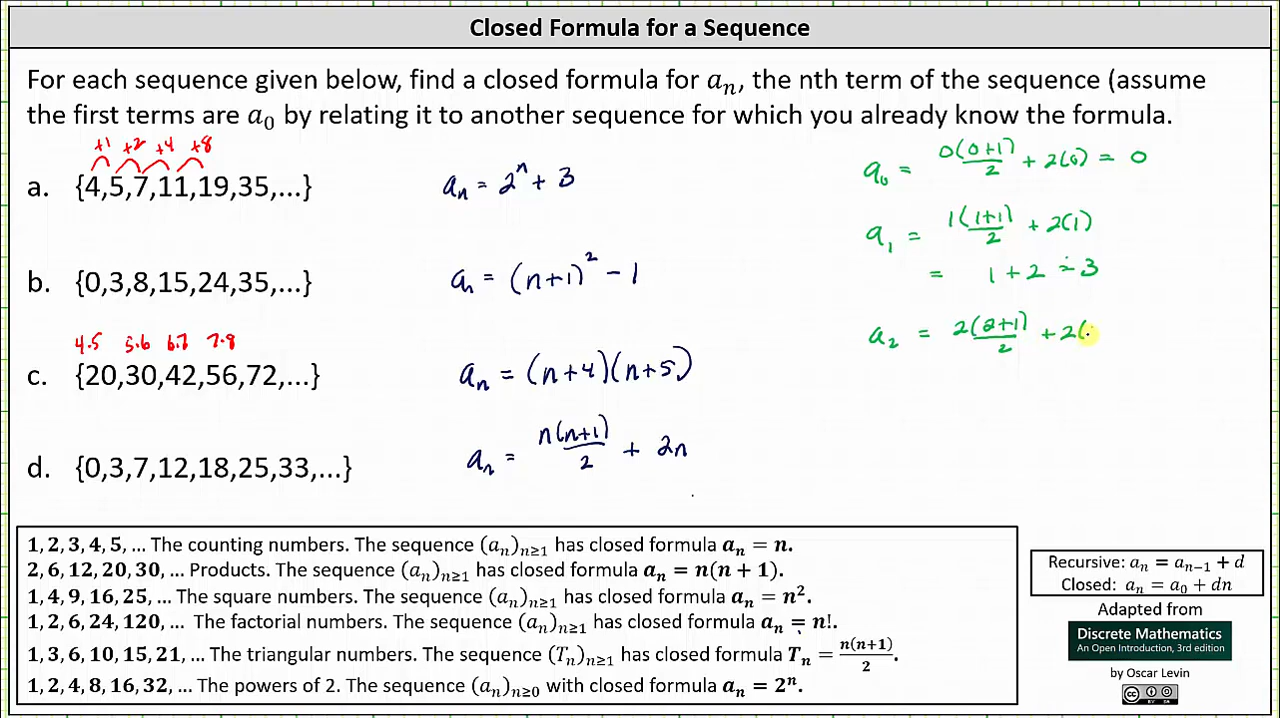 Closed Formula for a Sequence
For each sequence given below, find a closed formula for aₙ, the nth term of the sequence (assume
the first terms are a₀ by relating it to another sequence for which you already know the formula.
+1 +2 +4 +8
a. {4,5,7,11,19,35,...} aₙ = 2ⁿ + 3
b. {0,3,8,15,24,35,...} aₙ = (n+1)² - 1
4·5 5·6 6·7 7·8
c. {20,30,42,56,72,...} aₙ = (n+4)(n+5)
d. {0,3,7,12,18,25,33,...} aₙ = n(n+1)/2 + 2n
a₀ = 0(0+1)/2 + 2(0) = 0
a₁ = 1(1+1)/2 + 2(1)
= 1 + 2 = 3
a₂ = 2(2+1)/2 + 2(
1, 2, 3, 4, 5, … The counting numbers. The sequence (aₙ)ₙ≥₁ has closed formula aₙ = n.
2, 6, 12, 20, 30, … Products. The sequence (aₙ)ₙ≥₁ has closed formula aₙ = n(n + 1).
1, 4, 9, 16, 25, … The square numbers. The sequence (aₙ)ₙ≥₁ has closed formula aₙ = n².
1, 2, 6, 24, 120, … The factorial numbers. The sequence (aₙ)ₙ≥₁ has closed formula aₙ = n!.
1, 3, 6, 10, 15, 21, … The triangular numbers. The sequence (Tₙ)ₙ≥₁ has closed formula Tₙ = n(n+1)/2.
1, 2, 4, 8, 16, 32, … The powers of 2. The sequence (aₙ)ₙ≥₀ with closed formula aₙ = 2ⁿ.
Recursive: aₙ = aₙ₋₁ + d
Closed: aₙ = a₀ + dn
Adapted from
Discrete Mathematics
An Open Introduction, 3rd edition
by Oscar Levin
CC BY SA